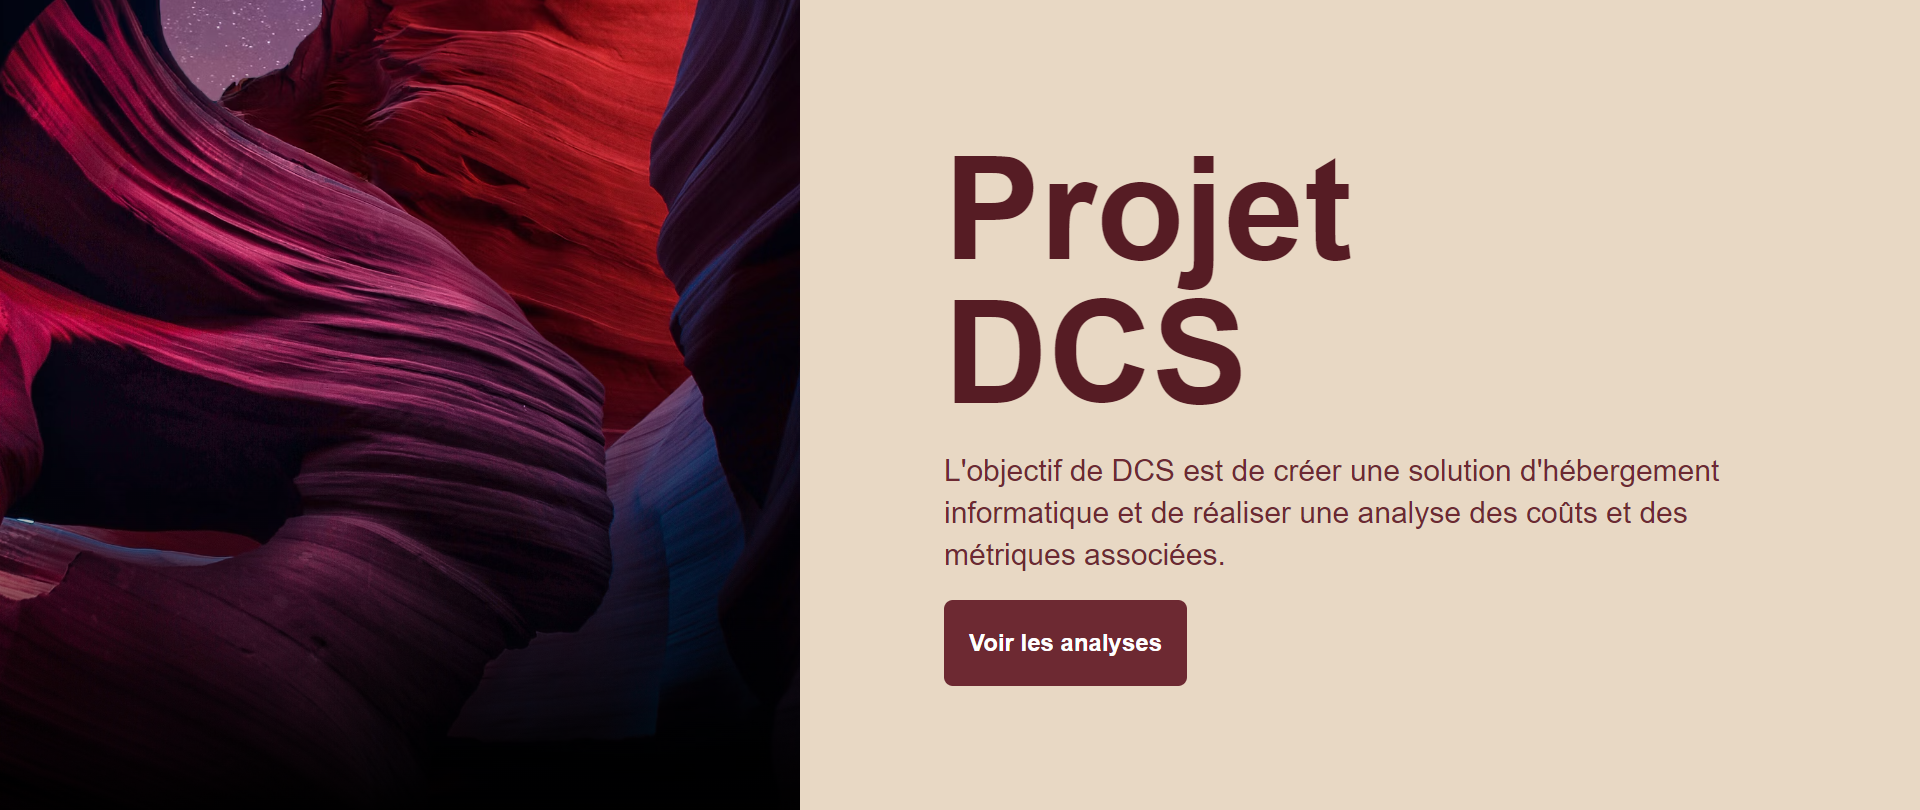 Projet
DCS
L'objectif de DCS est de créer une solution d'hébergement
informatique et de réaliser une analyse des coûts et des
métriques associées.
Voir les analyses